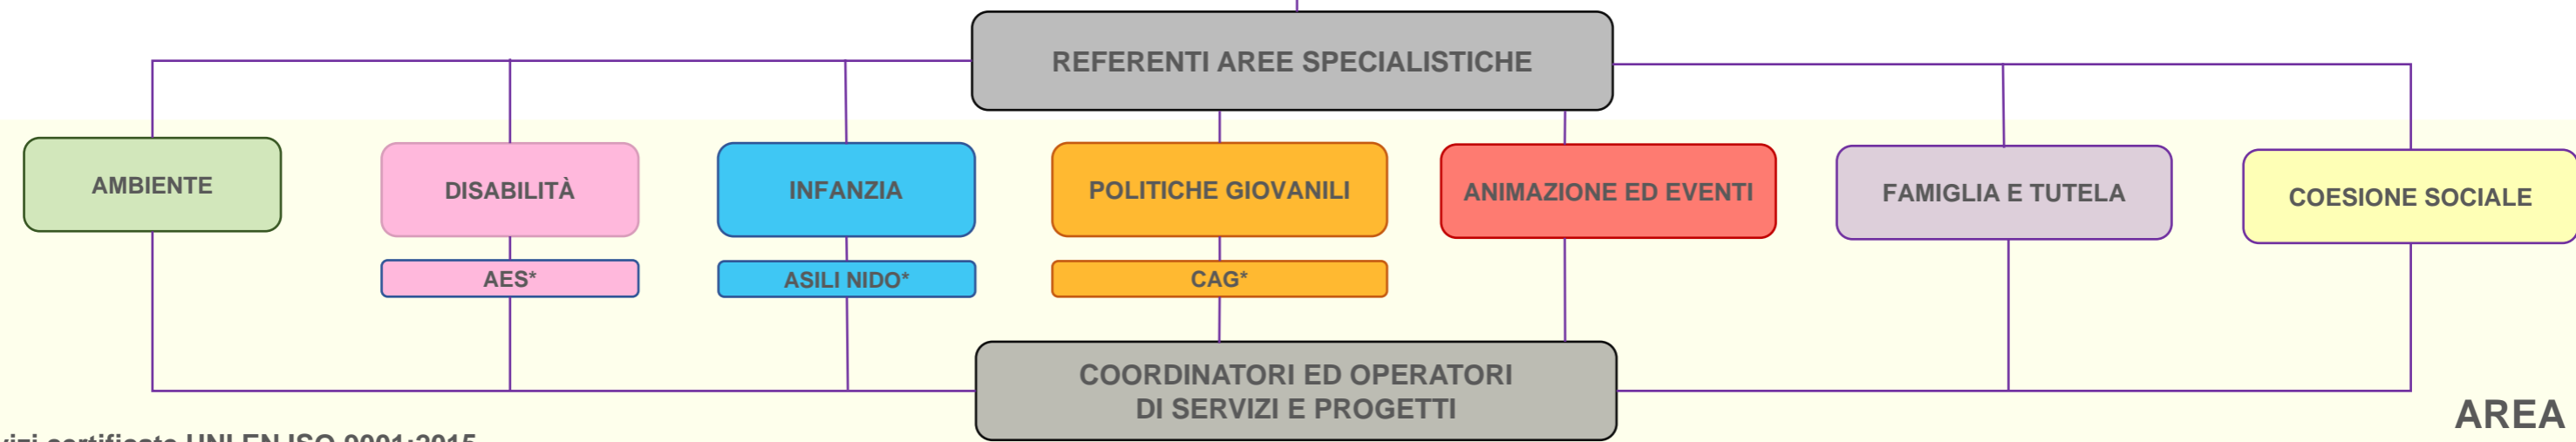 REFERENTI AREE SPECIALISTICHE
AMBIENTE
DISABILITÀ
INFANZIA
POLITICHE GIOVANILI
ANIMAZIONE ED EVENTI
FAMIGLIA E TUTELA
COESIONE SOCIALE
AES*
ASILI NIDO*
CAG*
COORDINATORI ED OPERATORI
DI SERVIZI E PROGETTI
AREA